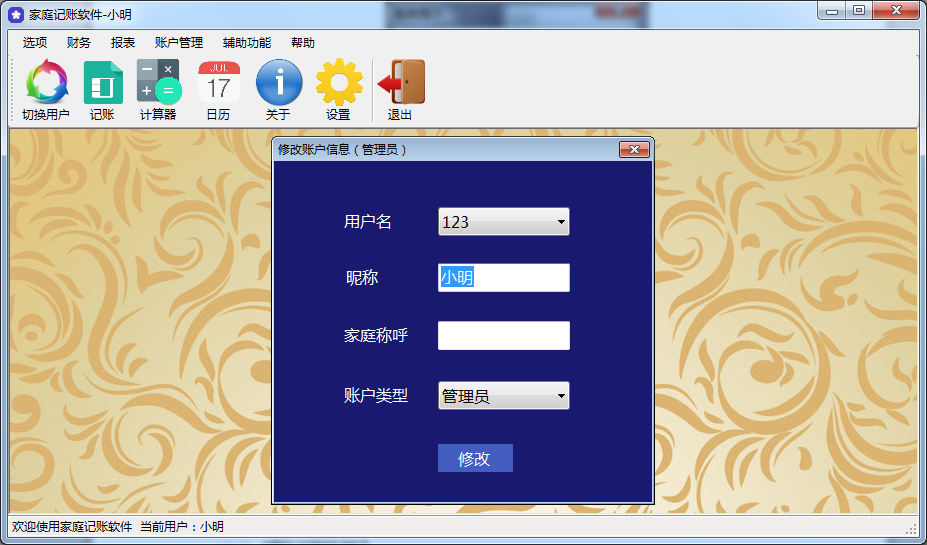 家庭记账软件-小明
选项 财务 报表 账户管理 辅助功能 帮助
JUL
17
切换用户 记账 计算器 日历 关于 设置 退出
修改账户信息（管理员）
用户名 123
昵称 小明
家庭称呼
账户类型 管理员
修改
欢迎使用家庭记账软件 当前用户：小明